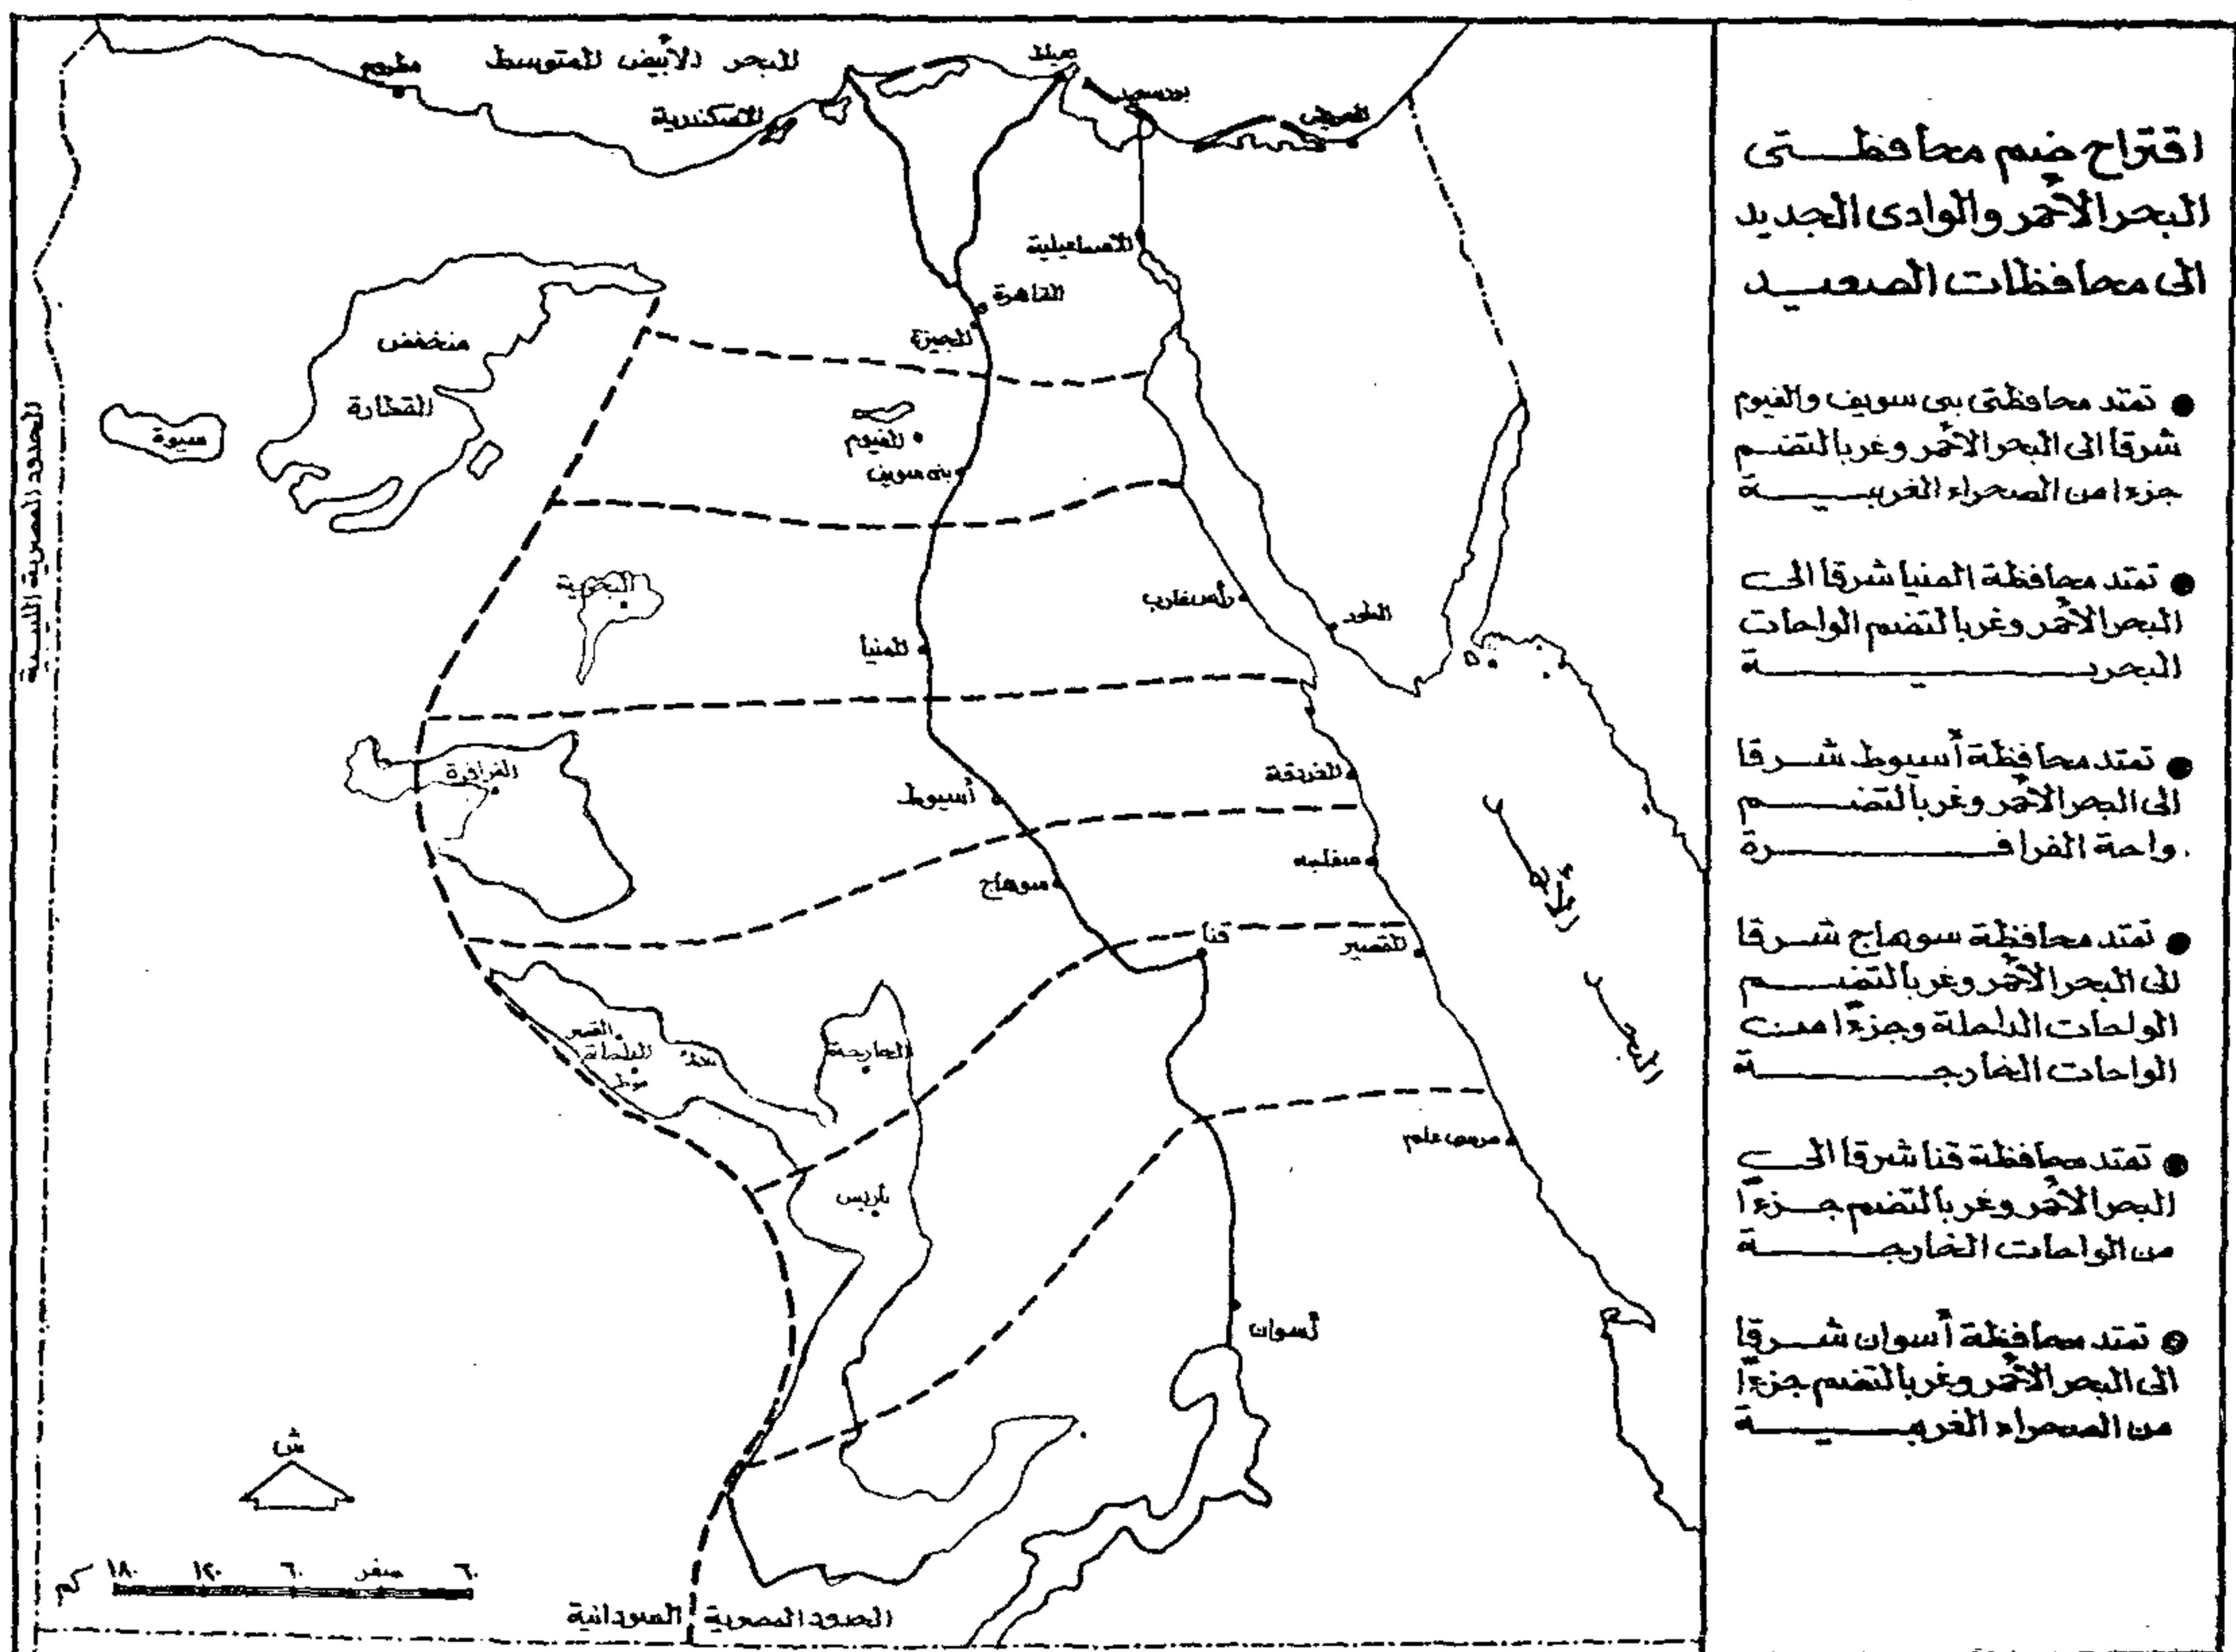 اقتراح ضم محافظتى
البحر الأحمر والوادى الجديد
الى محافظات الصعيد
● تمتد محافظتى بنى سويف والفيوم
شرقا الى البحر الأحمر وغربا لتضم
جزءا من الصحراء الغربية
● تمتد محافظة المنيا شرقا الى
البحر الأحمر وغربا لتضم الواحات
البحرية
● تمتد محافظة أسيوط شرقا
الى البحر الأحمر وغربا لتضم
واحة الفرافرة
● تمتد محافظة سوهاج شرقا
الى البحر الأحمر وغربا لتضم
الواحات الداخلة وجزءا من
الواحات الخارجة
● تمتد محافظة قنا شرقا الى
البحر الأحمر وغربا لتضم جزءا
من الواحات الخارجة
● تمتد محافظة أسوان شرقا
الى البحر الأحمر وغربا لتضم جزءا
من الصحراء الغربية
البحر الأبيض المتوسط
مطروح
الاسكندرية
بورسعيد
العريش
الاسماعيلية
القاهرة
الجيزة
منخفض
القطارة
سيوة
الفيوم
بنى سويف
البحرية
رأس غارب
الطور
المنيا
الفرافرة
أسيوط
الغردقة
سفاجه
سوهاج
قنا
القصير
البحر
الأحمر
القصر
الداخلة
موط
الخارجة
باريس
مرسى علم
أسوان
ش
١٨٠ ١٢٠ ٦٠ صفر ٦٠
كم
الحدود المصرية السودانية
الحدود المصرية الليبية